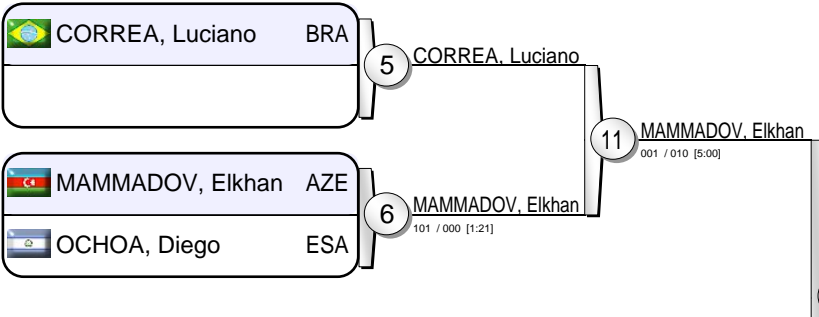 CORREA, Luciano BRA
5
CORREA, Luciano
11
MAMMADOV, Elkhan
001 / 010 [5:00]
MAMMADOV, Elkhan AZE
6
MAMMADOV, Elkhan
101 / 000 [1:21]
OCHOA, Diego ESA